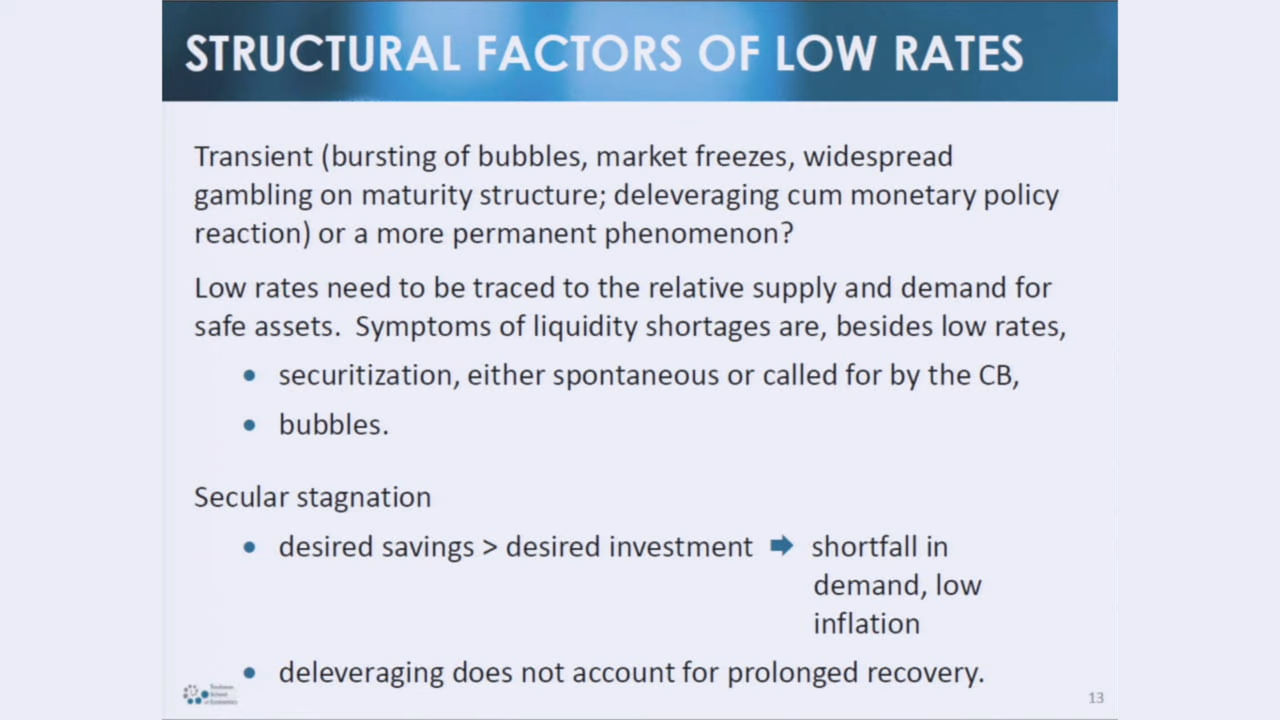 STRUCTURAL FACTORS OF LOW RATES
Transient (bursting of bubbles, market freezes, widespread
gambling on maturity structure; deleveraging cum monetary policy
reaction) or a more permanent phenomenon?
Low rates need to be traced to the relative supply and demand for
safe assets. Symptoms of liquidity shortages are, besides low rates,
• securitization, either spontaneous or called for by the CB,
• bubbles.
Secular stagnation
• desired savings > desired investment ➡ shortfall in
demand, low
inflation
• deleveraging does not account for prolonged recovery.
Toulouse
School
of Economics
13